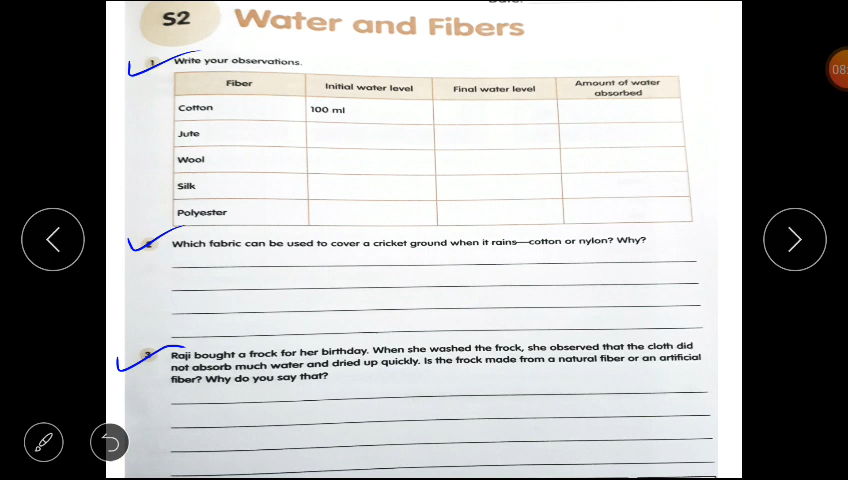 S2
Water and Fibers
1 Write your observations.
Fiber Initial water level Final water level Amount of water absorbed
Cotton 100 ml
Jute
Wool
Silk
Polyester
2 Which fabric can be used to cover a cricket ground when it rains—cotton or nylon? Why?
3 Raji bought a frock for her birthday. When she washed the frock, she observed that the cloth did
not absorb much water and dried up quickly. Is the frock made from a natural fiber or an artificial
fiber? Why do you say that?
08: